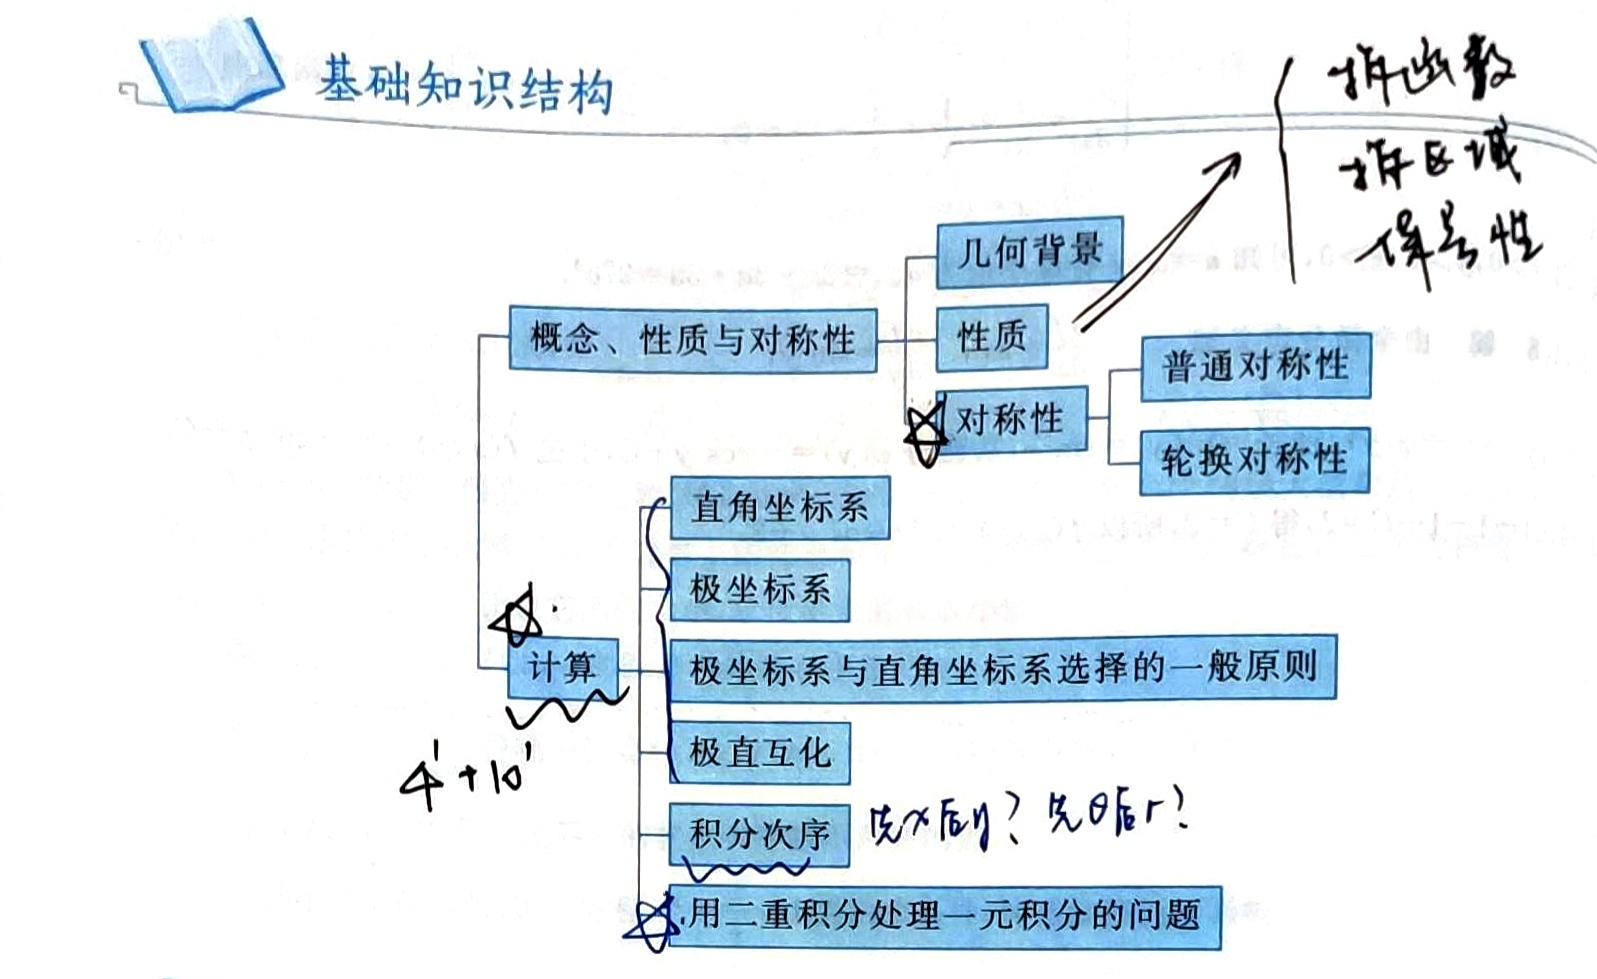 基础知识结构
拆函数
拆区域
保号性
几何背景
概念、性质与对称性
性质
普通对称性
对称性
轮换对称性
直角坐标系
极坐标系
计算
极坐标系与直角坐标系选择的一般原则
4'+10'
极直互化
积分次序 先x后y? 先θ后r?
用二重积分处理一元积分的问题